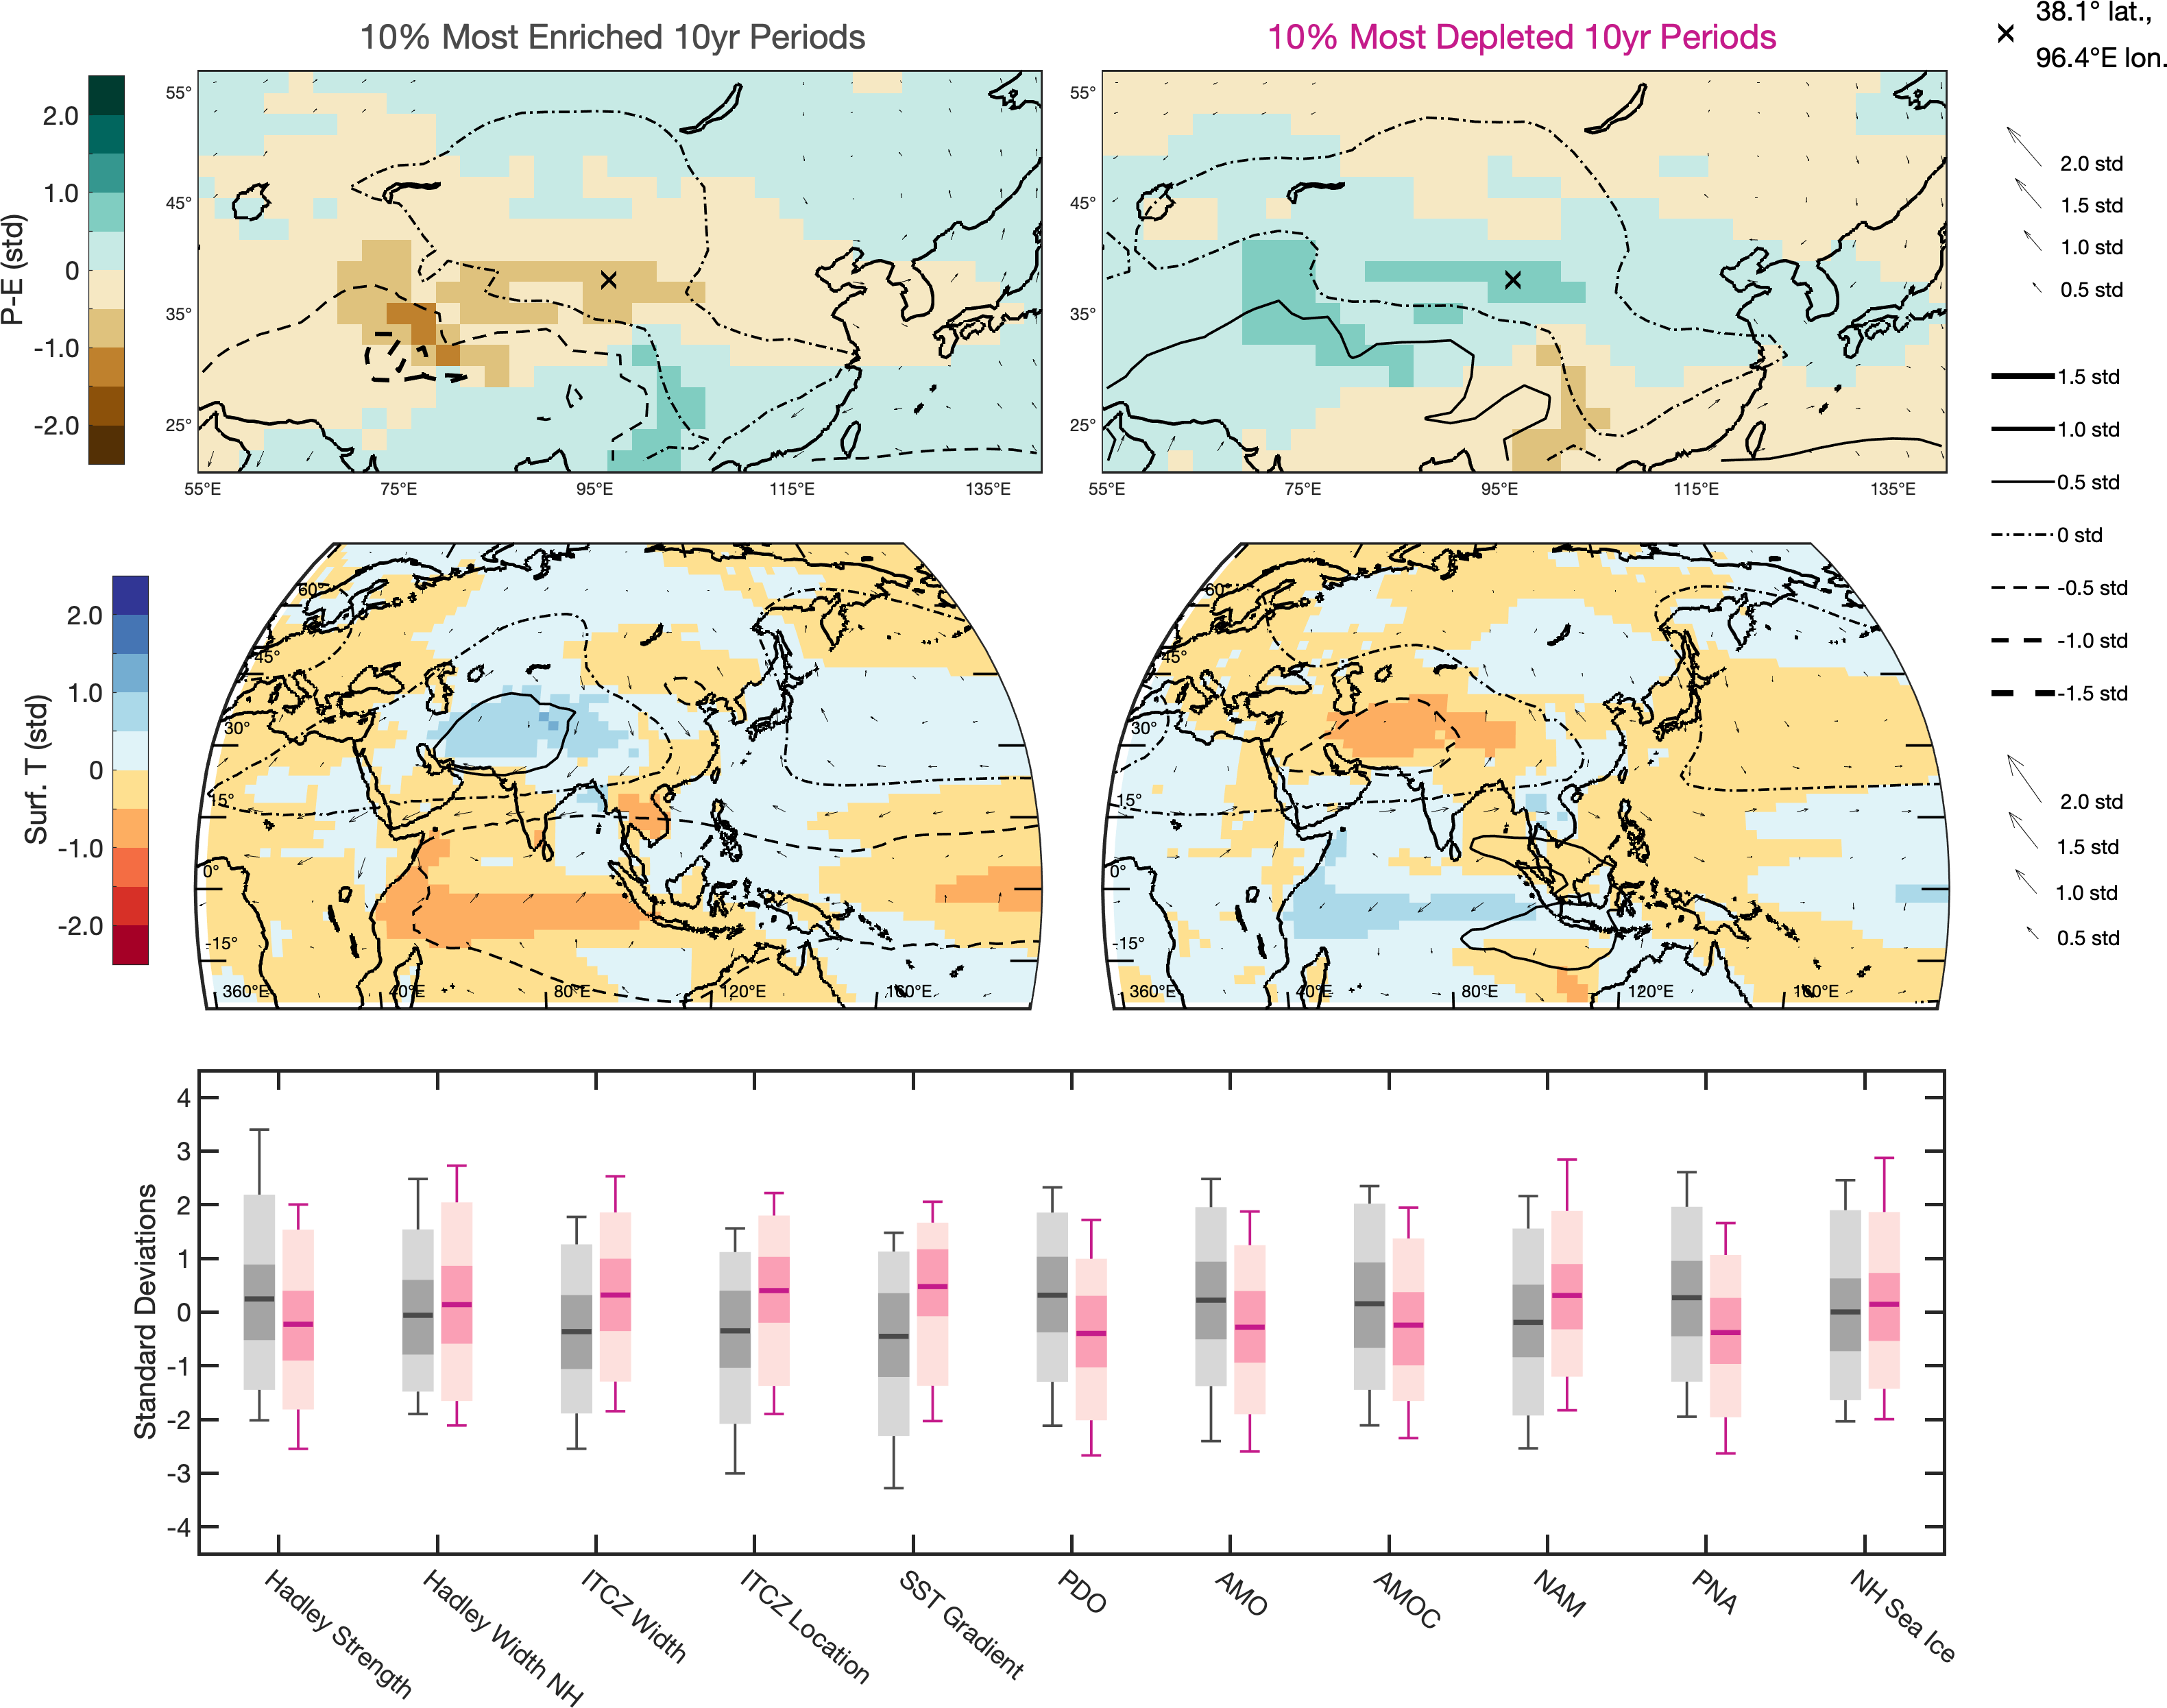 10% Most Enriched 10yr Periods
10% Most Depleted 10yr Periods
38.1° lat.,
96.4°E lon.
P-E (std)
2.0
1.0
0
-1.0
-2.0
55°
45°
35°
25°
55°E
75°E
95°E
115°E
135°E
55°
45°
35°
25°
55°E
75°E
95°E
115°E
135°E
2.0 std
1.5 std
1.0 std
0.5 std
1.5 std
1.0 std
0.5 std
0 std
-0.5 std
-1.0 std
-1.5 std
Surf. T (std)
2.0
1.0
0
-1.0
-2.0
60°
45°
30°
15°
0°
-15°
360°E
40°E
80°E
120°E
160°E
60°
45°
30°
15°
0°
-15°
360°E
40°E
80°E
120°E
160°E
2.0 std
1.5 std
1.0 std
0.5 std
Standard Deviations
4
3
2
1
0
-1
-2
-3
-4
Hadley Strength
Hadley Width NH
ITCZ Width
ITCZ Location
SST Gradient
PDO
AMO
AMOC
NAM
PNA
NH Sea Ice